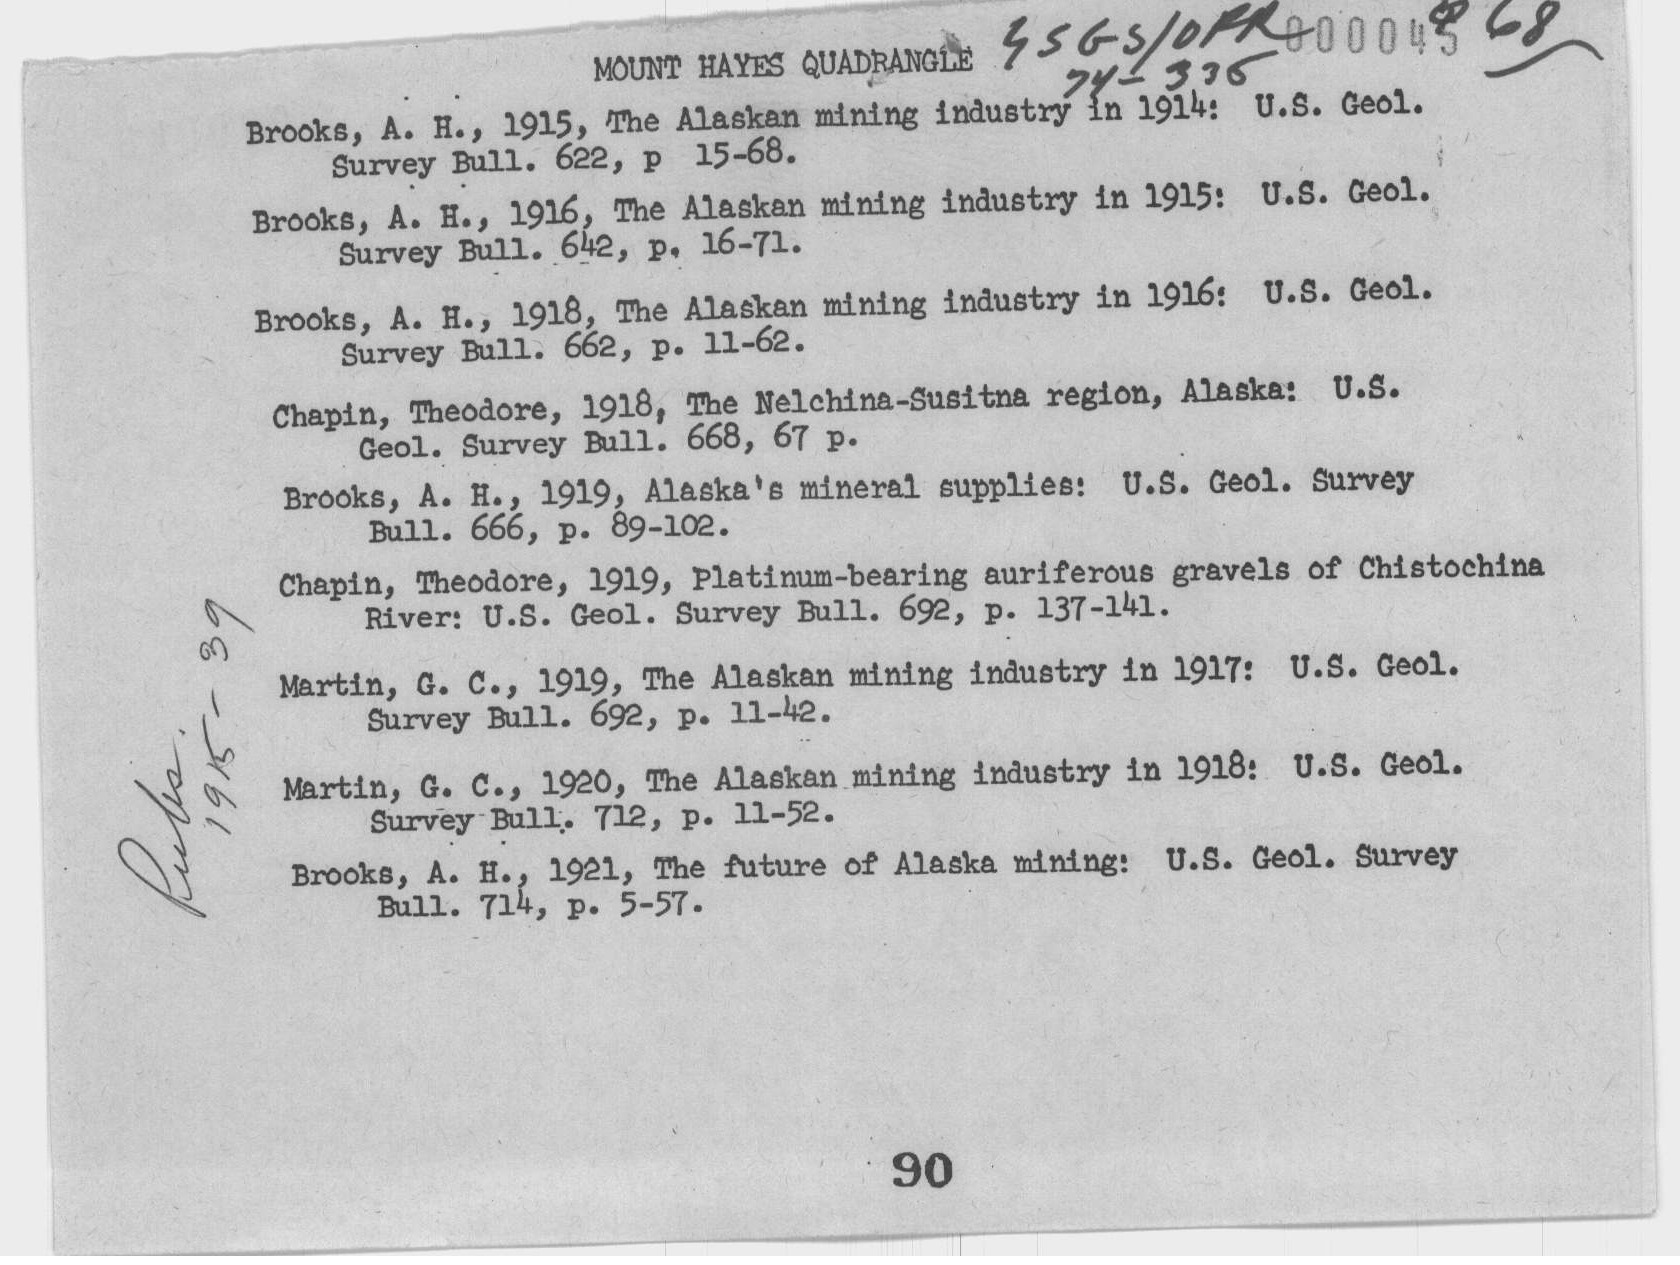 MOUNT HAYES QUADRANGLE
USGS/OFR
74-336
68
Brooks, A. H., 1915, The Alaskan mining industry in 1914: U.S. Geol.
Survey Bull. 622, p 15-68.
Brooks, A. H., 1916, The Alaskan mining industry in 1915: U.S. Geol.
Survey Bull. 642, p. 16-71.
Brooks, A. H., 1918, The Alaskan mining industry in 1916: U.S. Geol.
Survey Bull. 662, p. 11-62.
Chapin, Theodore, 1918, The Nelchina-Susitna region, Alaska: U.S.
Geol. Survey Bull. 668, 67 p.
Brooks, A. H., 1919, Alaska's mineral supplies: U.S. Geol. Survey
Bull. 666, p. 89-102.
Chapin, Theodore, 1919, Platinum-bearing auriferous gravels of Chistochina
River: U.S. Geol. Survey Bull. 692, p. 137-141.
Martin, G. C., 1919, The Alaskan mining industry in 1917: U.S. Geol.
Survey Bull. 692, p. 11-42.
Martin, G. C., 1920, The Alaskan mining industry in 1918: U.S. Geol.
Survey Bull. 712, p. 11-52.
Brooks, A. H., 1921, The future of Alaska mining: U.S. Geol. Survey
Bull. 714, p. 5-57.
Pubs.
1915-39
90